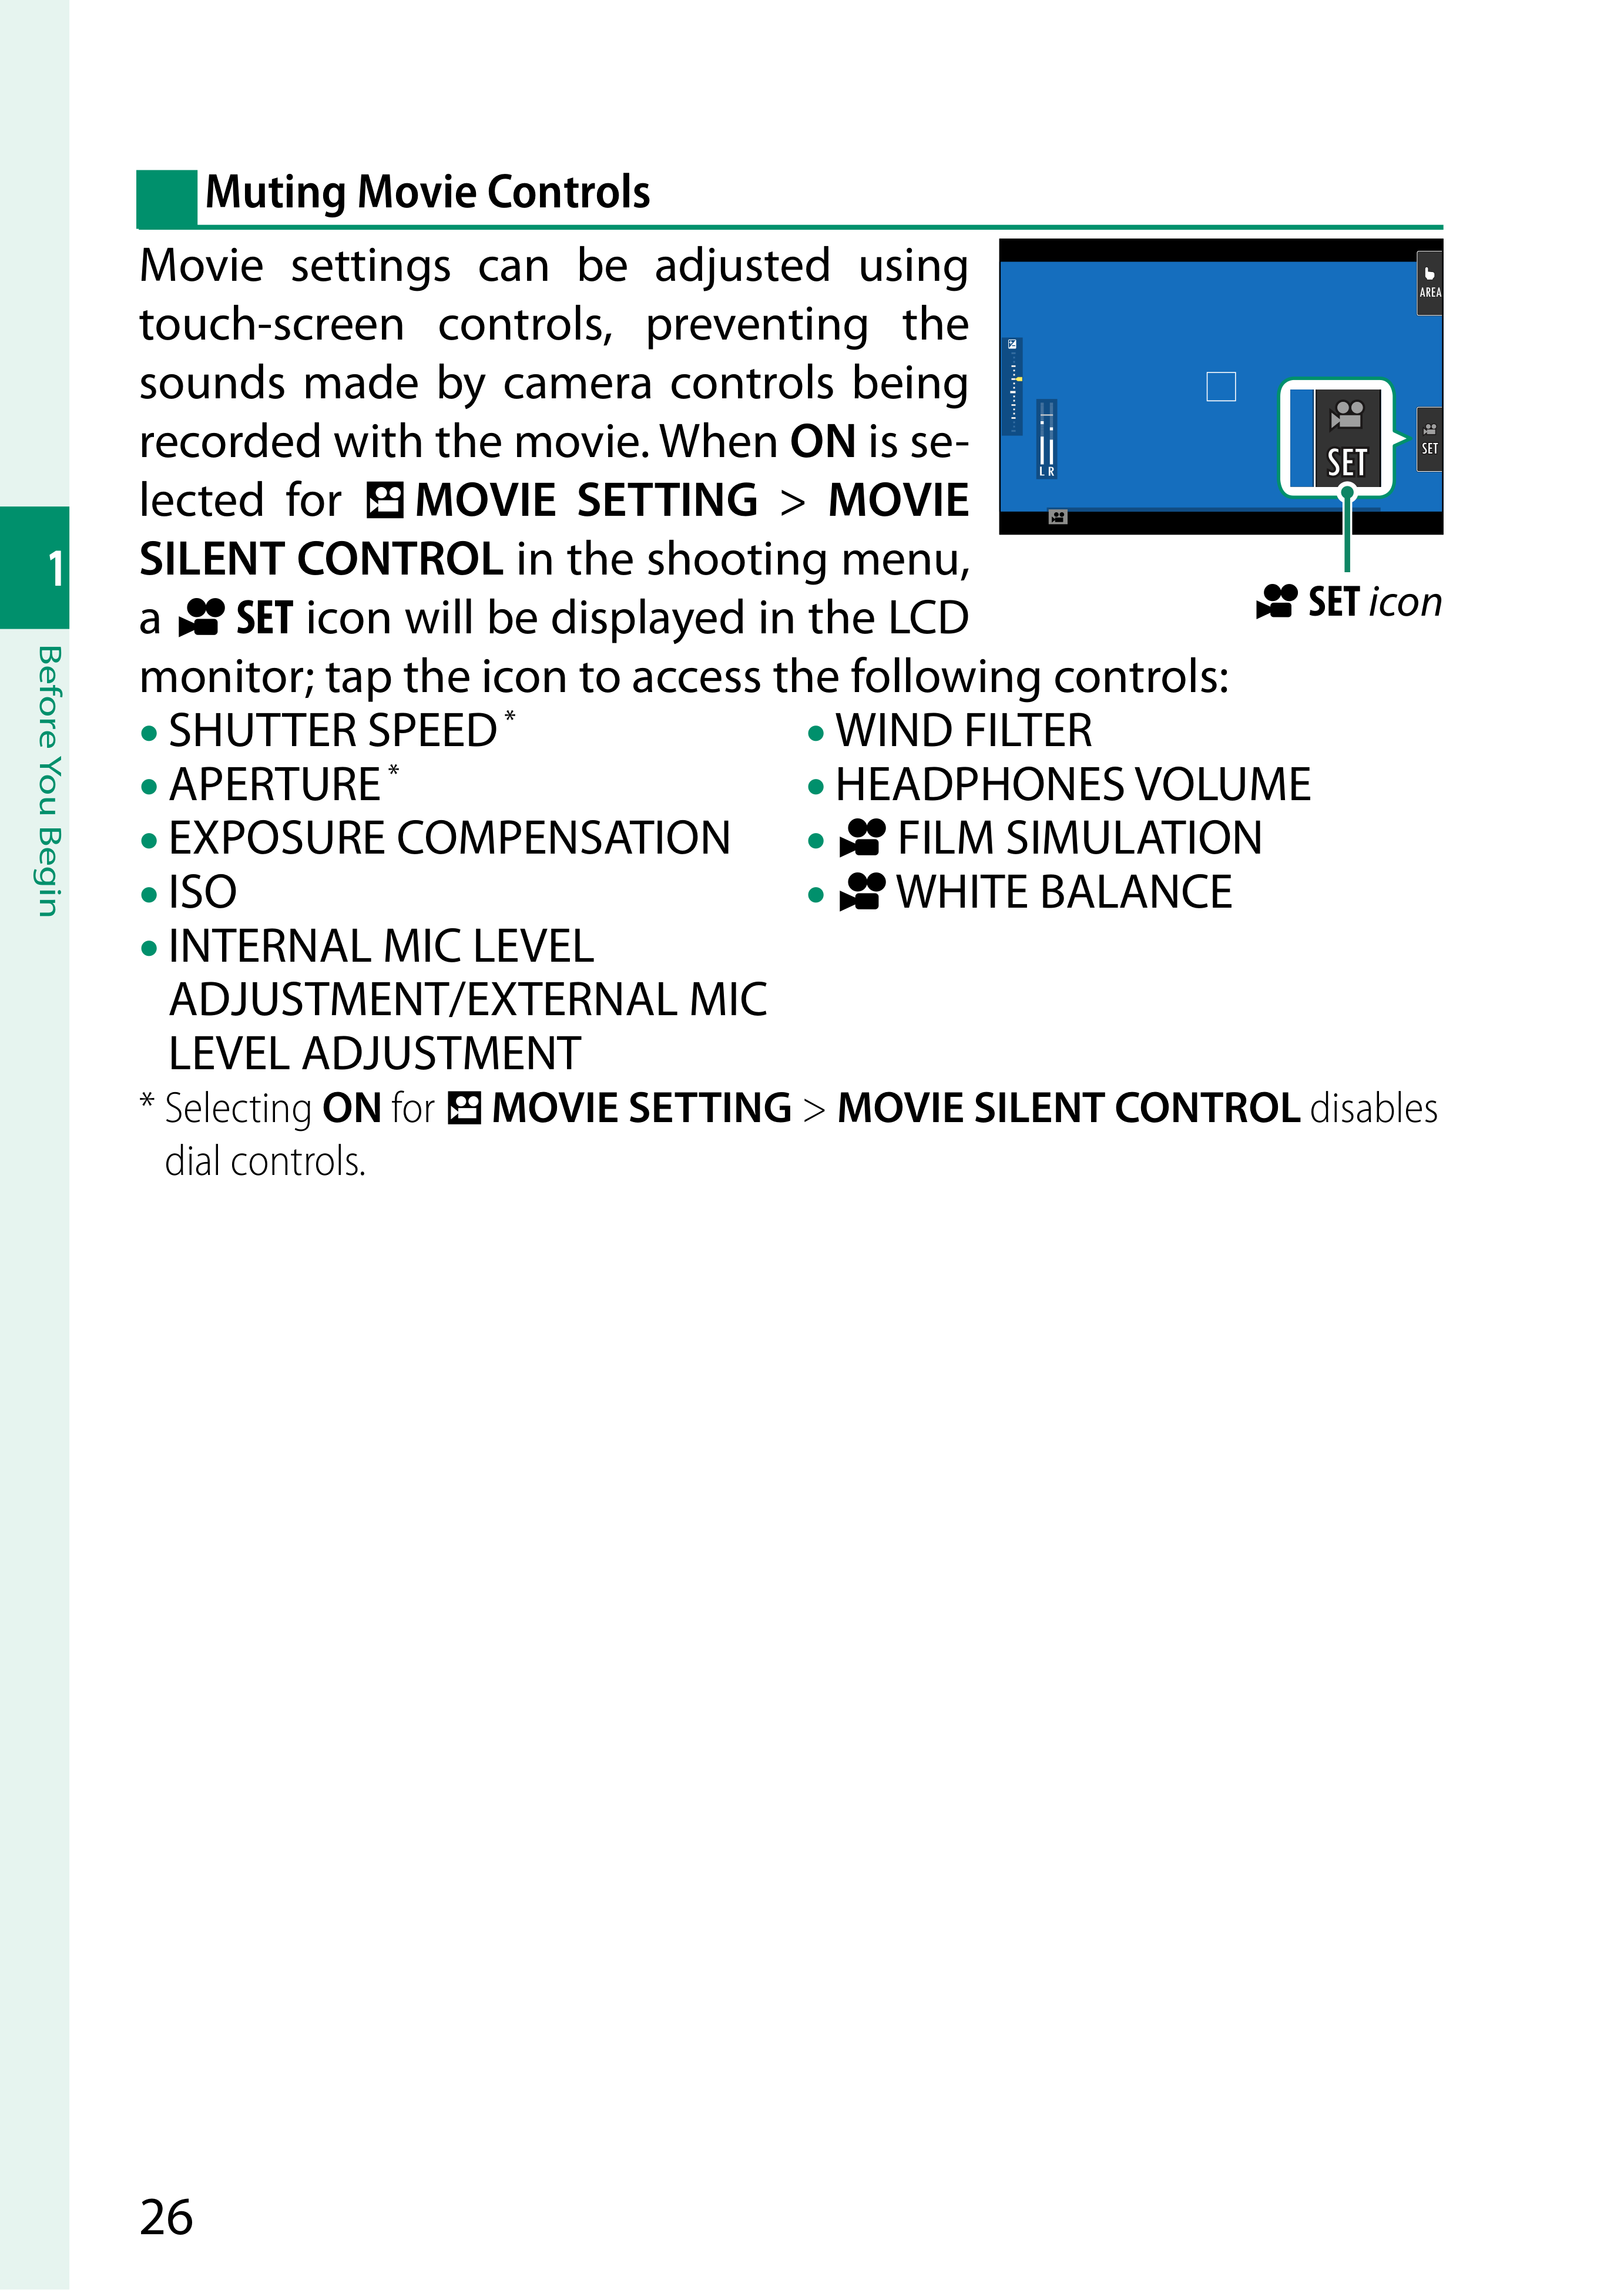 Muting Movie Controls
Movie settings can be adjusted using
touch-screen controls, preventing the
sounds made by camera controls being
recorded with the movie. When ON is se-
lected for MOVIE SETTING > MOVIE
SILENT CONTROL in the shooting menu,
a SET icon will be displayed in the LCD
monitor; tap the icon to access the following controls:
AREA
SET
SET
L R
SET icon
• SHUTTER SPEED *
• APERTURE *
• EXPOSURE COMPENSATION
• ISO
• INTERNAL MIC LEVEL
ADJUSTMENT/EXTERNAL MIC
LEVEL ADJUSTMENT
• WIND FILTER
• HEADPHONES VOLUME
• FILM SIMULATION
• WHITE BALANCE
* Selecting ON for MOVIE SETTING > MOVIE SILENT CONTROL disables
dial controls.
1
Before You Begin
26